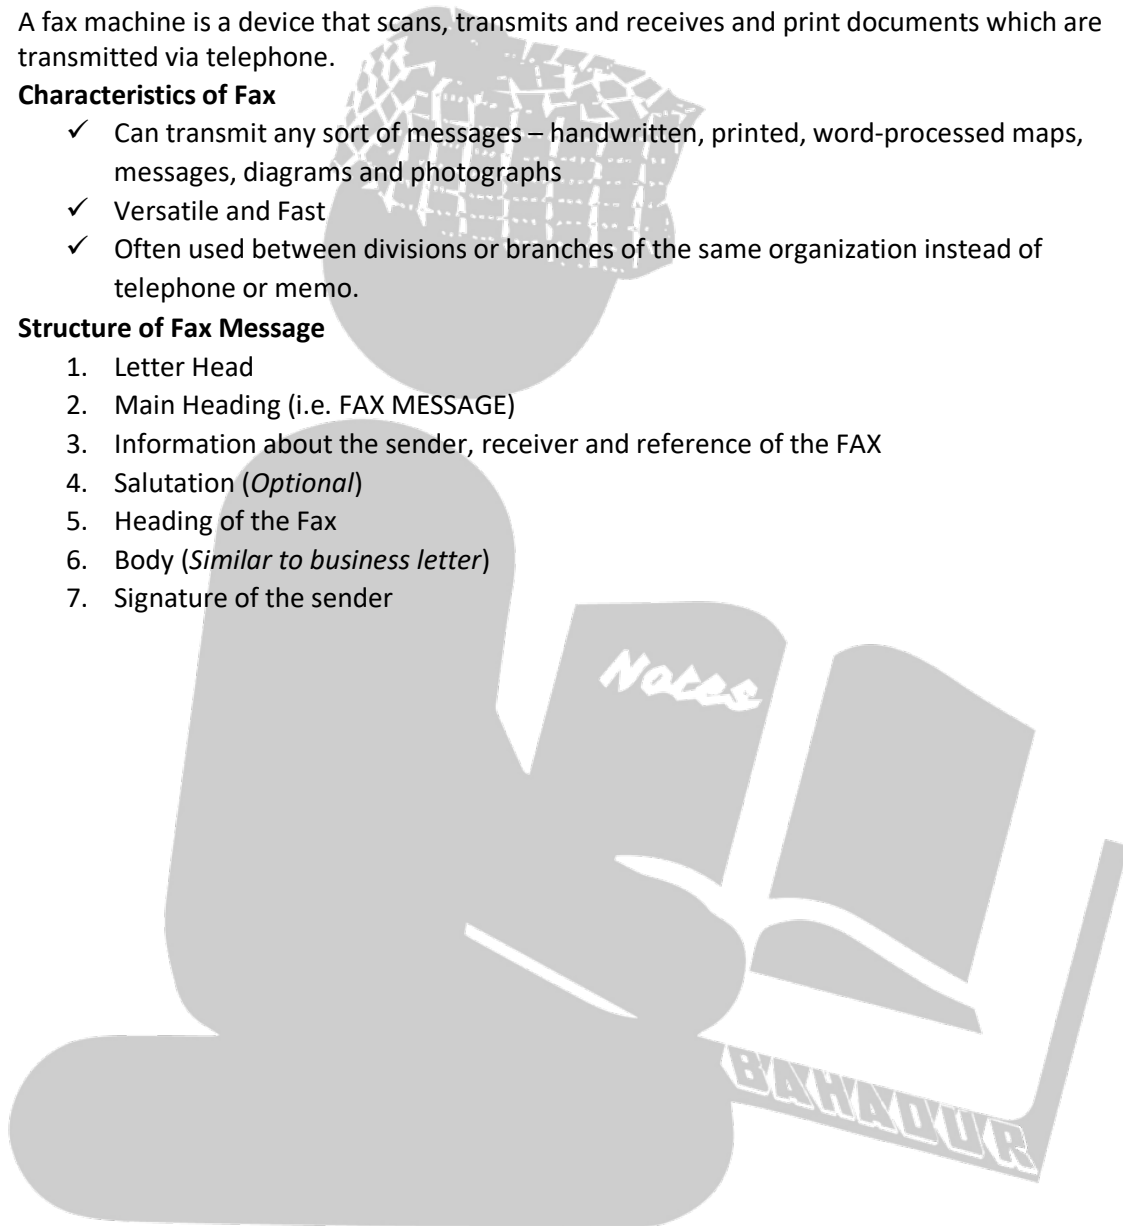 A fax machine is a device that scans, transmits and receives and print documents which are
transmitted via telephone.
Characteristics of Fax
✓ Can transmit any sort of messages – handwritten, printed, word-processed maps,
messages, diagrams and photographs
✓ Versatile and Fast
✓ Often used between divisions or branches of the same organization instead of
telephone or memo.
Structure of Fax Message
1. Letter Head
2. Main Heading (i.e. FAX MESSAGE)
3. Information about the sender, receiver and reference of the FAX
4. Salutation (Optional)
5. Heading of the Fax
6. Body (Similar to business letter)
7. Signature of the sender
Notes
BAHADUR